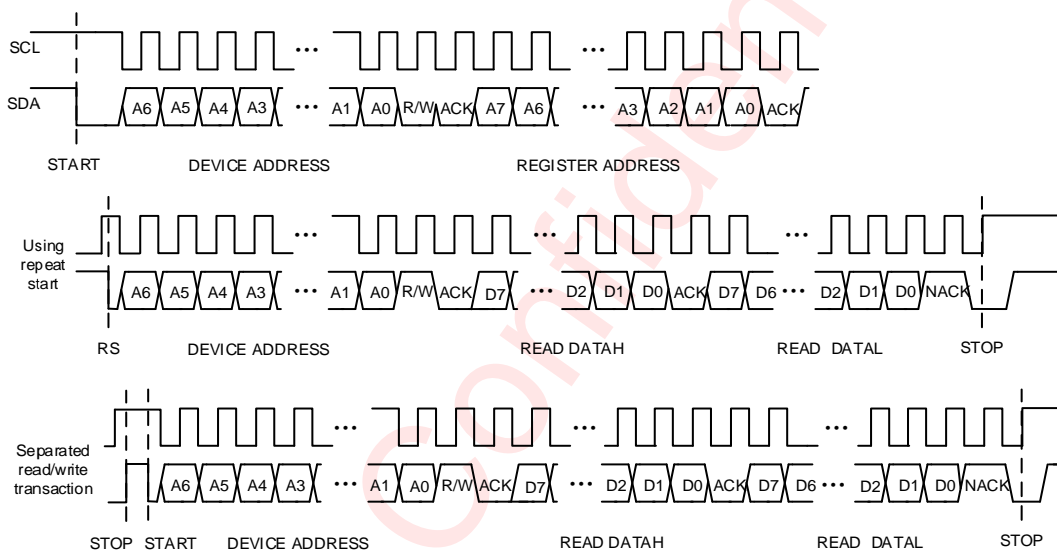 SCL
SDA
A6 A5 A4 A3 ... A1 A0 R/W ACK A7 A6 ... A3 A2 A1 A0 ACK
START DEVICE ADDRESS REGISTER ADDRESS
Using
repeat
start
A6 A5 A4 A3 ... A1 A0 R/W ACK D7 ... D2 D1 D0 ACK D7 D6 ... D2 D1 D0 NACK
RS DEVICE ADDRESS READ DATAH READ DATAL STOP
Separated
read/write
transaction
A6 A5 A4 A3 ... A1 A0 R/W ACK D7 ... D2 D1 D0 ACK D7 D6 ... D2 D1 D0 NACK
STOP START DEVICE ADDRESS READ DATAH READ DATAL STOP
Confiden